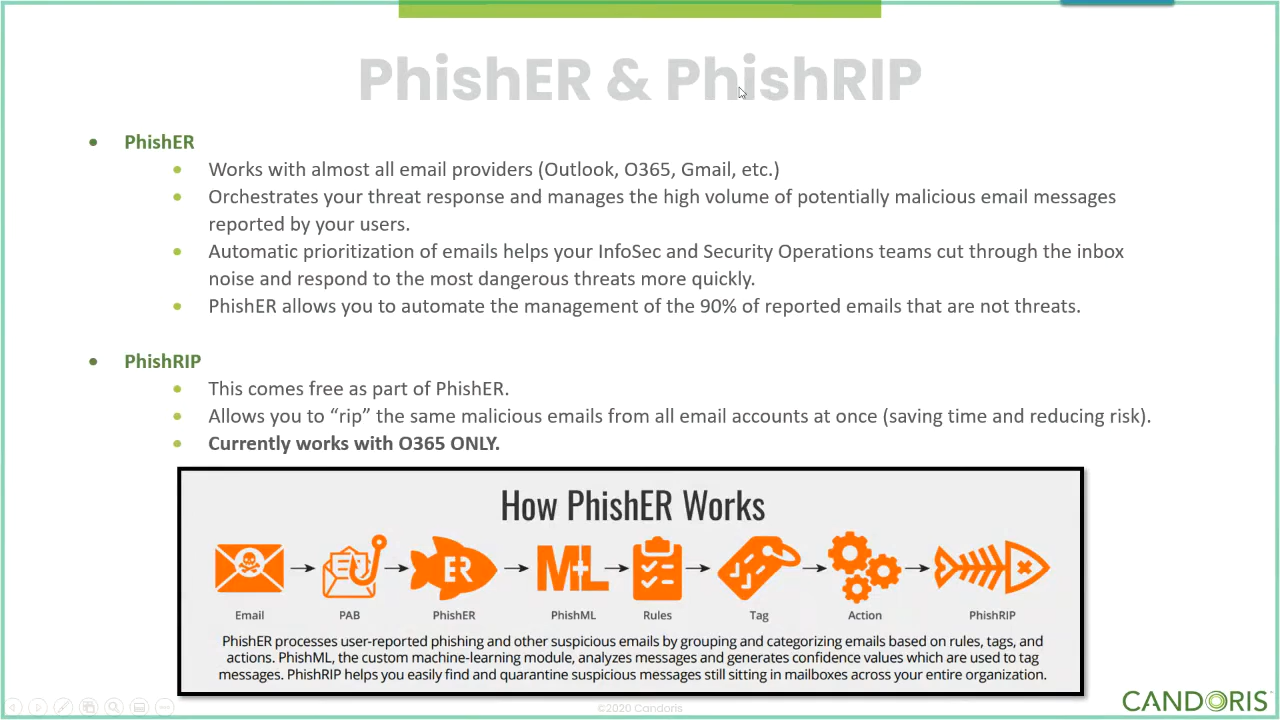 PhishER & PhishRIP
• PhishER
• Works with almost all email providers (Outlook, O365, Gmail, etc.)
• Orchestrates your threat response and manages the high volume of potentially malicious email messages
reported by your users.
• Automatic prioritization of emails helps your InfoSec and Security Operations teams cut through the inbox
noise and respond to the most dangerous threats more quickly.
• PhishER allows you to automate the management of the 90% of reported emails that are not threats.
• PhishRIP
• This comes free as part of PhishER.
• Allows you to “rip” the same malicious emails from all email accounts at once (saving time and reducing risk).
• Currently works with O365 ONLY.
How PhishER Works
ER
ML
Email PAB PhishER PhishML Rules Tag Action PhishRIP
PhishER processes user-reported phishing and other suspicious emails by grouping and categorizing emails based on rules, tags, and
actions. PhishML, the custom machine-learning module, analyzes messages and generates confidence values which are used to tag
messages. PhishRIP helps you easily find and quarantine suspicious messages still sitting in mailboxes across your entire organization.
©2020 Candoris
CANDORIS